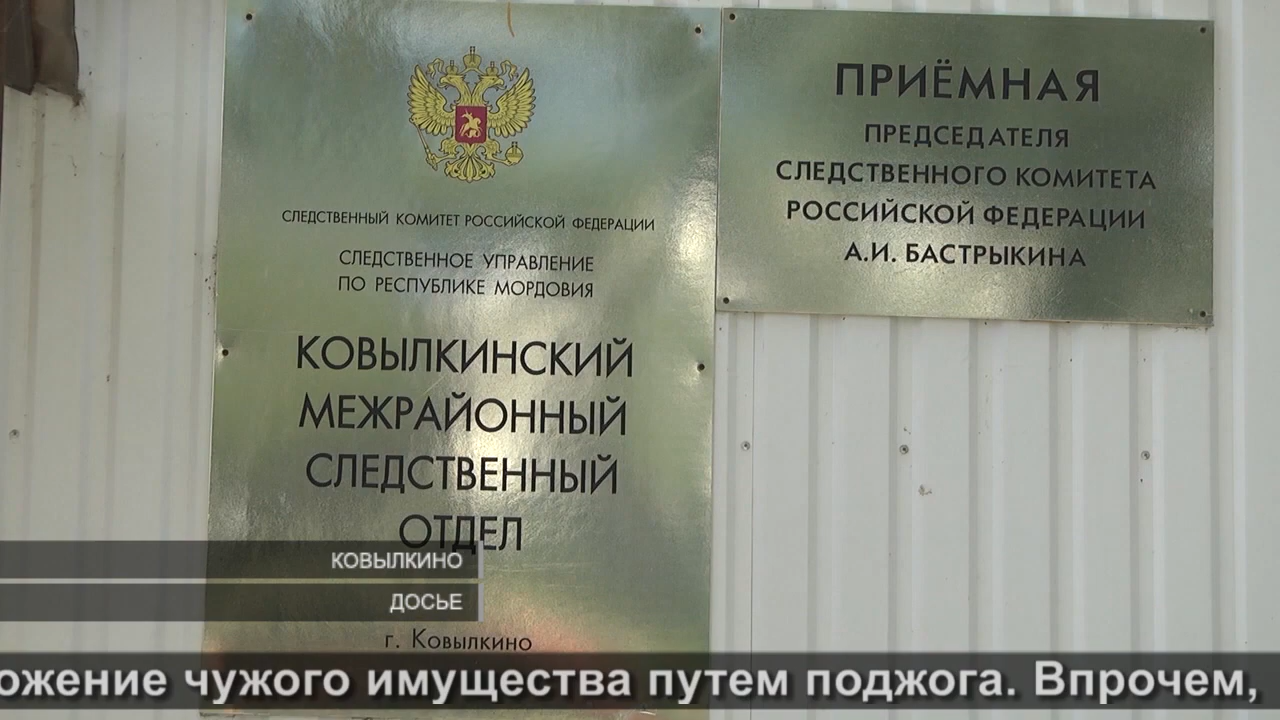 СЛЕДСТВЕННЫЙ КОМИТЕТ РОССИЙСКОЙ ФЕДЕРАЦИИ
СЛЕДСТВЕННОЕ УПРАВЛЕНИЕ
ПО РЕСПУБЛИКЕ МОРДОВИЯ
КОВЫЛКИНСКИЙ
МЕЖРАЙОННЫЙ
СЛЕДСТВЕННЫЙ
ОТДЕЛ
г. Ковылкино
ПРИЁМНАЯ
ПРЕДСЕДАТЕЛЯ
СЛЕДСТВЕННОГО КОМИТЕТА
РОССИЙСКОЙ ФЕДЕРАЦИИ
А.И. БАСТРЫКИНА
КОВЫЛКИНО
ДОСЬЕ
ожение чужого имущества путем поджога. Впрочем,